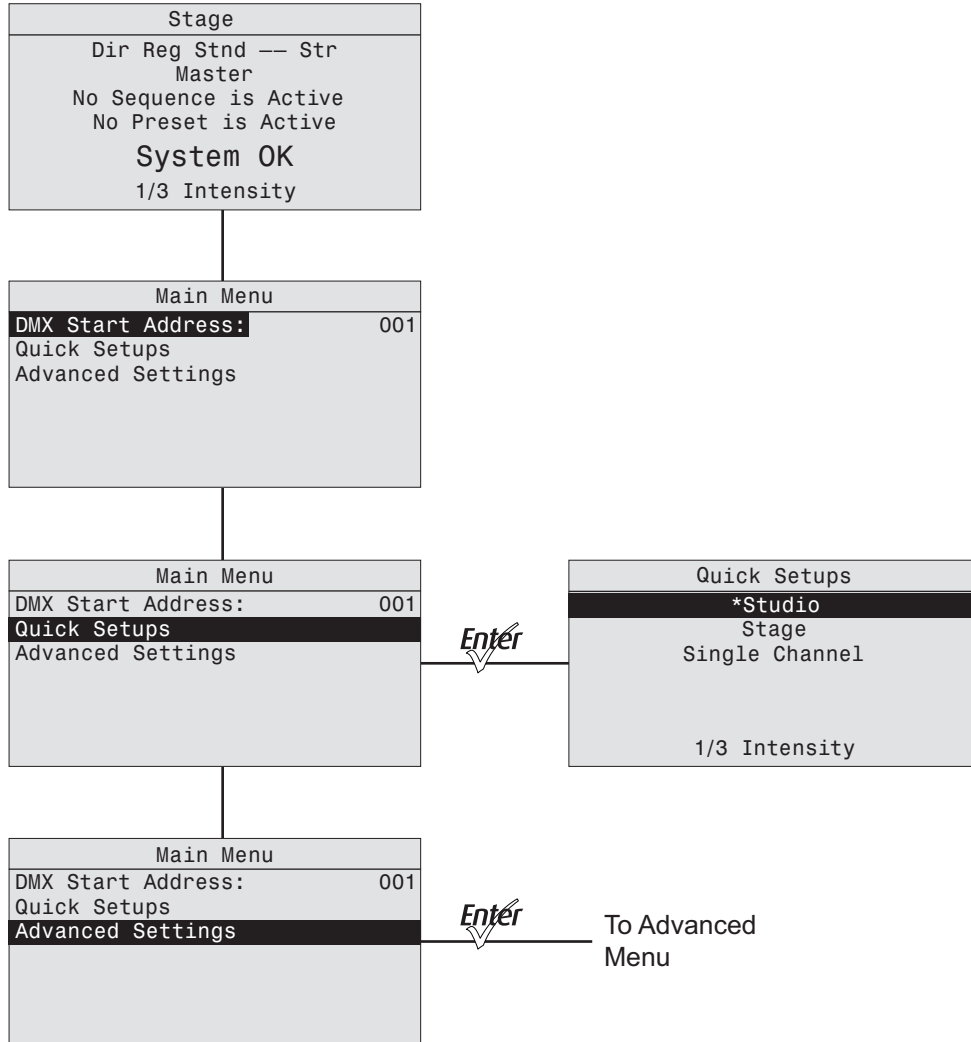 Stage
Dir Reg Stnd —— Str
Master
No Sequence is Active
No Preset is Active
System OK
1/3 Intensity
Main Menu
DMX Start Address: 001
Quick Setups
Advanced Settings
Main Menu
DMX Start Address: 001
Quick Setups
Advanced Settings
Enter
Quick Setups
*Studio
Stage
Single Channel
1/3 Intensity
Main Menu
DMX Start Address: 001
Quick Setups
Advanced Settings
Enter
To Advanced
Menu